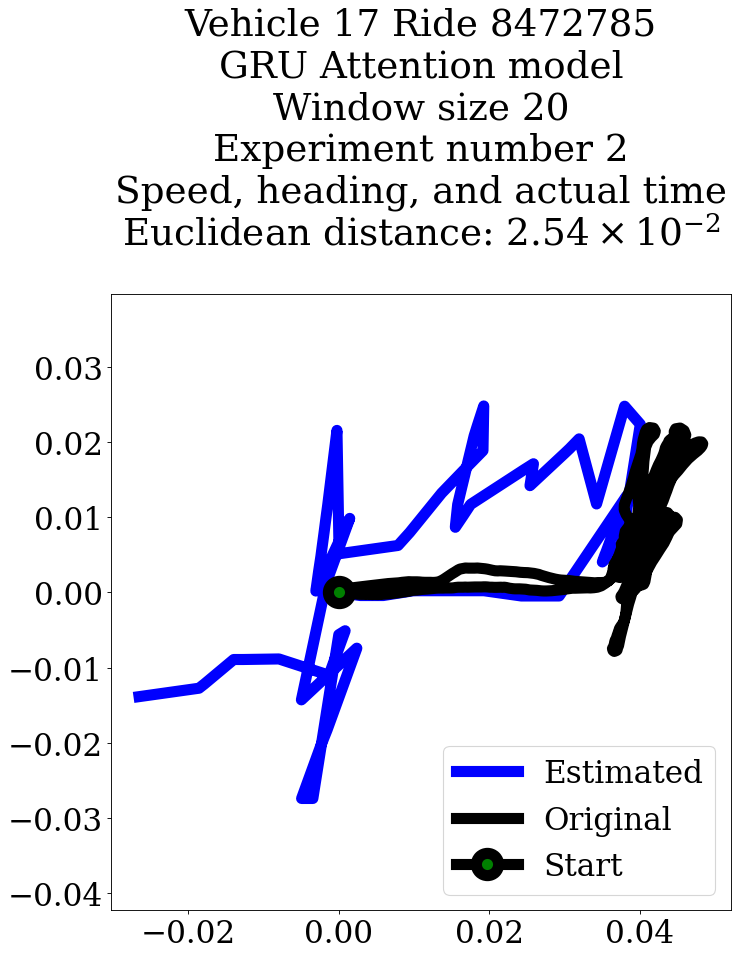 Vehicle 17 Ride 8472785
GRU Attention model
Window size 20
Experiment number 2
Speed, heading, and actual time
Euclidean distance: 2.54 × 10⁻²
0.03
0.02
0.01
0.00
−0.01
−0.02
−0.03
−0.04
Estimated
Original
Start
−0.02 0.00 0.02 0.04